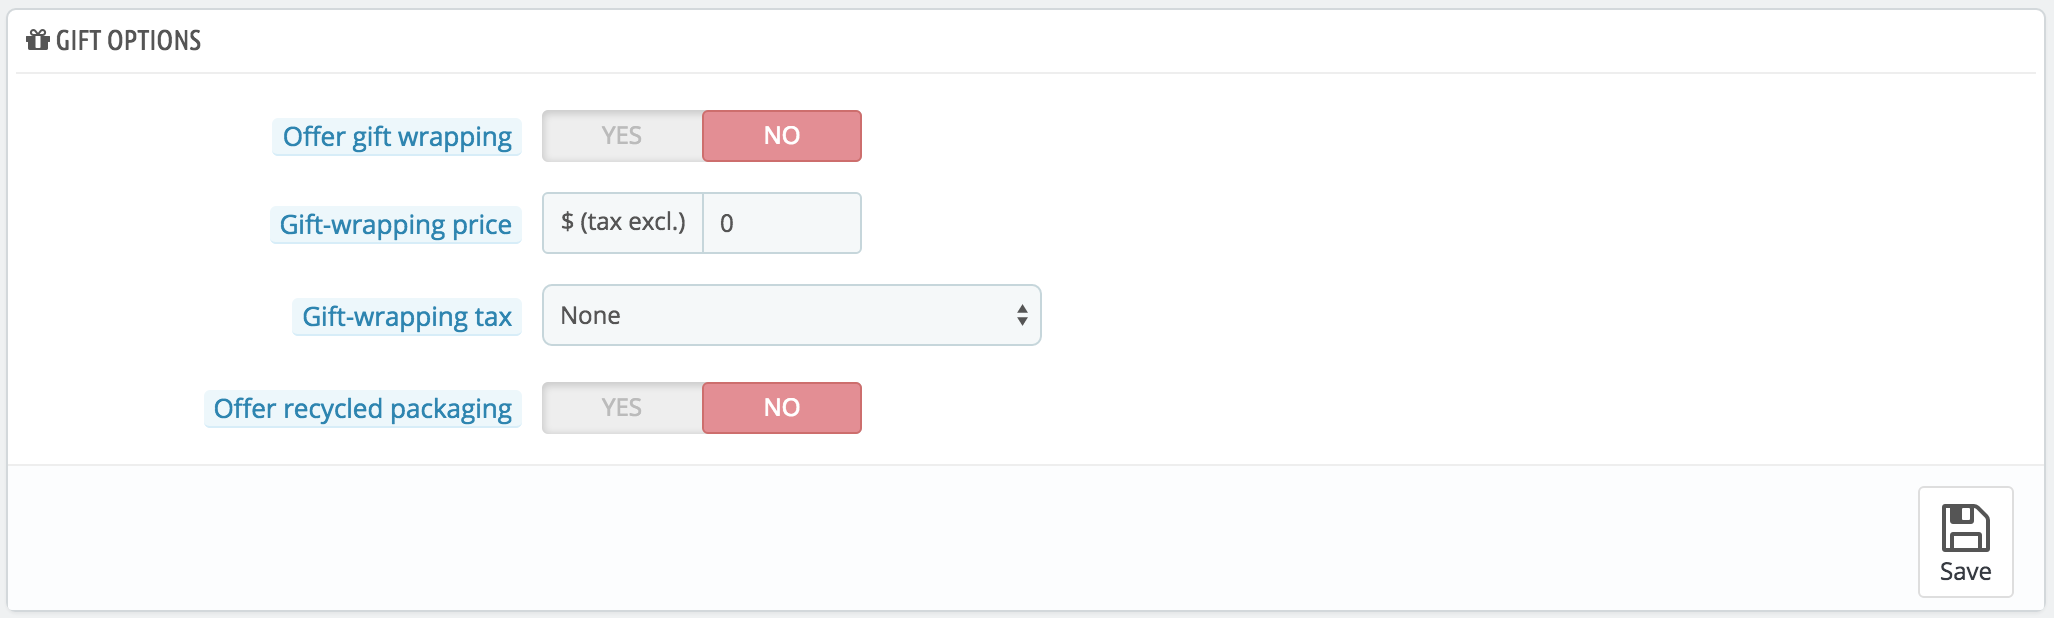 GIFT OPTIONS
Offer gift wrapping YES NO
Gift-wrapping price $ (tax excl.) 0
Gift-wrapping tax None
Offer recycled packaging YES NO
Save